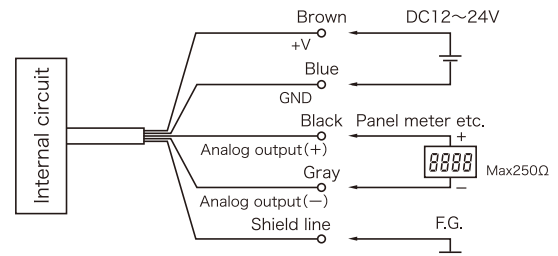 Internal circuit
Brown
+V
DC12～24V
Blue
GND
Black
Analog output(+)
Panel meter etc.
+
8888
Max250Ω
−
Gray
Analog output(−)
Shield line
F.G.